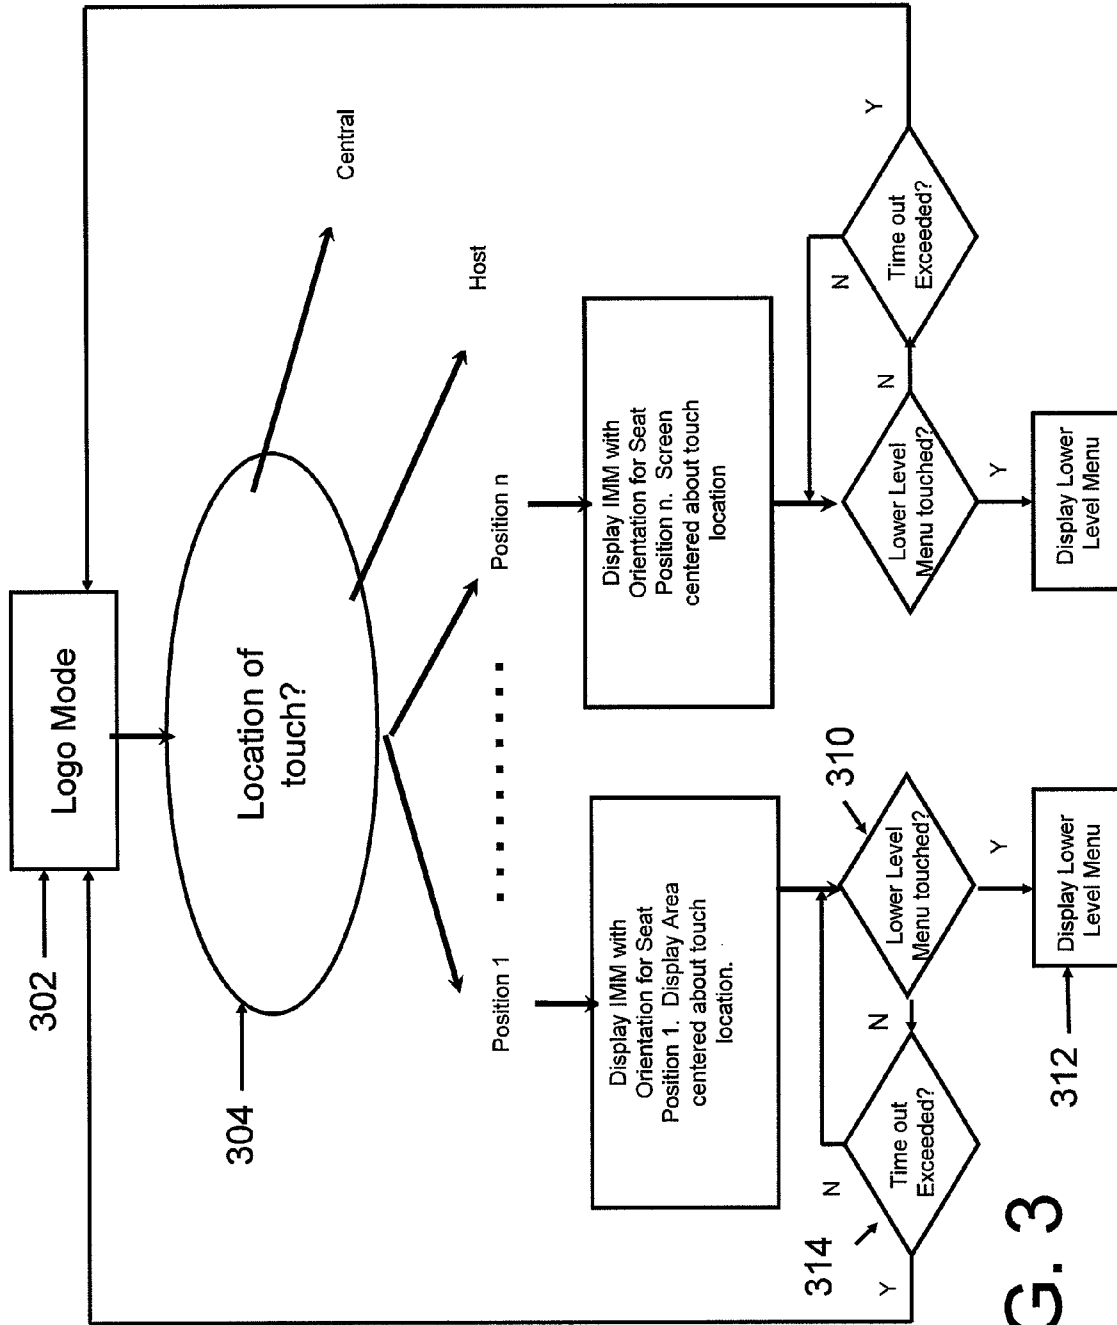 302
Logo Mode
304
Location of
touch?
Central
Host
Position 1
Position n
Display IMM with
Orientation for Seat
Position 1. Display Area
centered about touch
location.
Display IMM with
Orientation for Seat
Position n. Screen
centered about touch
location
310
Lower Level
Menu touched?
N
Y
314
Time out
Exceeded?
N
Y
312
Display Lower
Level Menu
Lower Level
Menu touched?
N
Y
Time out
Exceeded?
N
Y
Display Lower
Level Menu
G. 3